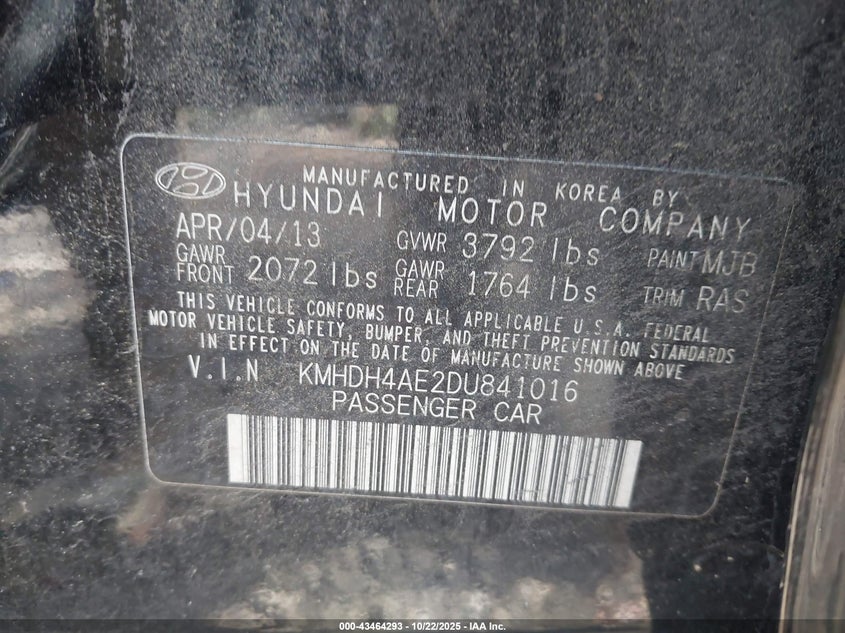 MANUFACTURED IN KOREA BY
HYUNDAI MOTOR COMPANY
APR/04/13 GVWR 3792 lbs PAINT MJB
GAWR FRONT 2072 lbs GAWR REAR 1764 lbs TRIM RAS
THIS VEHICLE CONFORMS TO ALL APPLICABLE U.S.A. FEDERAL
MOTOR VEHICLE SAFETY, BUMPER, AND THEFT PREVENTION STANDARDS
IN EFFECT ON THE DATE OF MANUFACTURE SHOWN ABOVE
V.I.N KMHDH4AE2DU841016
PASSENGER CAR
000-43464293 - 10/22/2025 - IAA Inc.